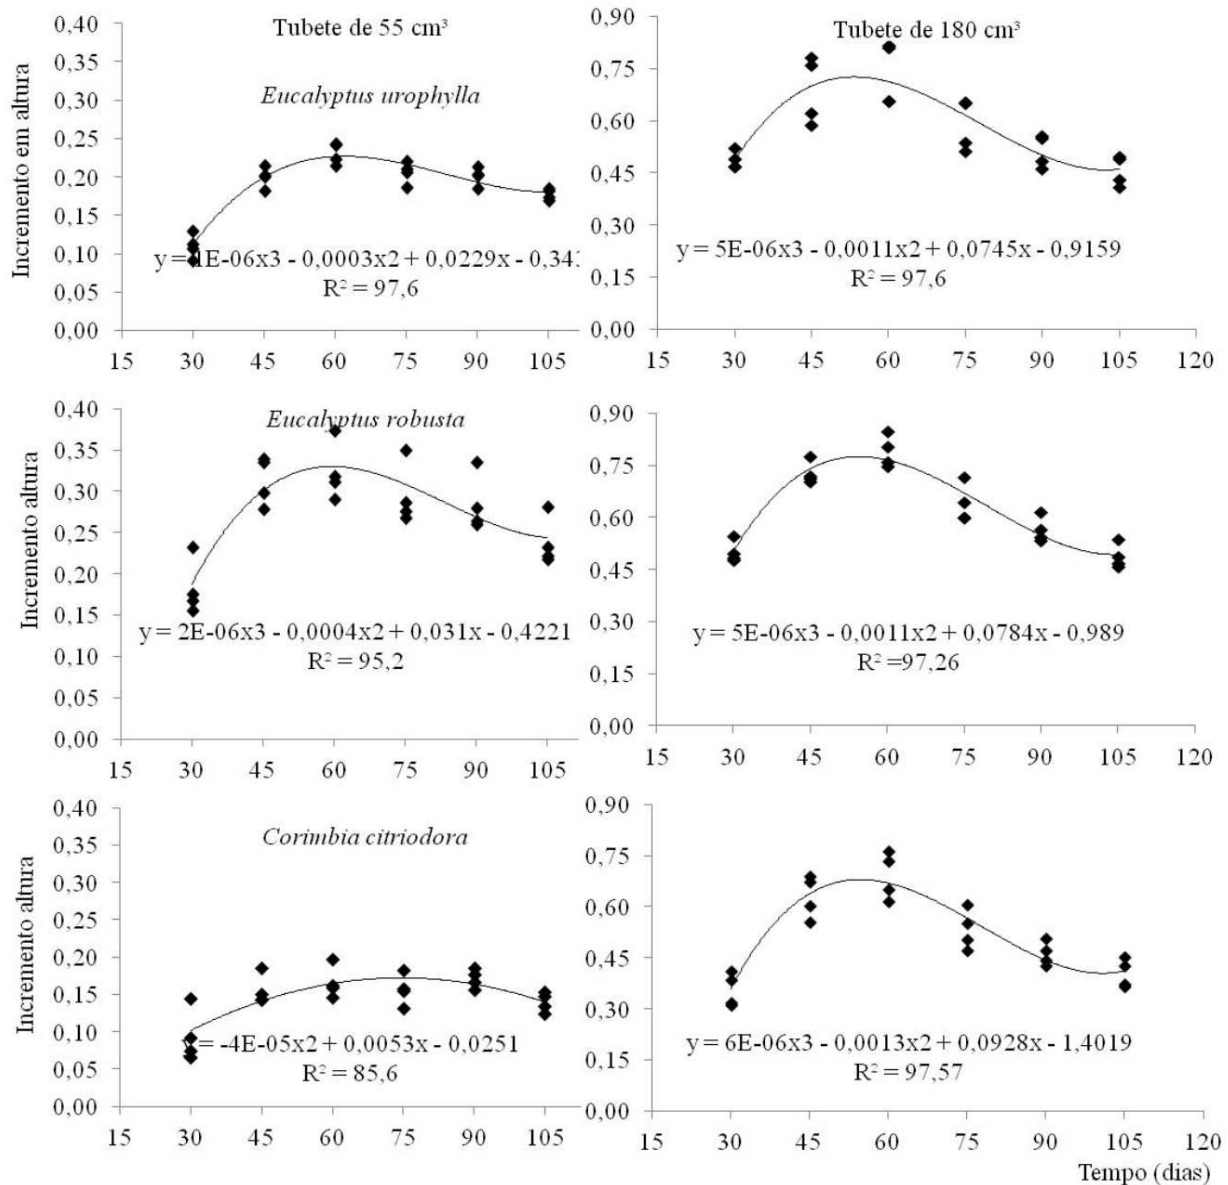 Tubete de 55 cm³
Eucalyptus urophylla
Incremento em altura
0,40
0,35
0,30
0,25
0,20
0,15
0,10
0,05
0,00
y = 1E-06x3 - 0,0003x2 + 0,0229x - 0,341
R² = 97,6
15 30 45 60 75 90 105
Tubete de 180 cm³
0,90
0,75
0,60
0,45
0,30
0,15
0,00
y = 5E-06x3 - 0,0011x2 + 0,0745x - 0,9159
R² = 97,6
15 30 45 60 75 90 105 120
Eucalyptus robusta
Incremento altura
0,40
0,35
0,30
0,25
0,20
0,15
0,10
0,05
0,00
y = 2E-06x3 - 0,0004x2 + 0,031x - 0,4221
R² = 95,2
15 30 45 60 75 90 105
0,90
0,75
0,60
0,45
0,30
0,15
0,00
y = 5E-06x3 - 0,0011x2 + 0,0784x - 0,989
R² =97,26
15 30 45 60 75 90 105 120
Corimbia citriodora
Incremento altura
0,40
0,35
0,30
0,25
0,20
0,15
0,10
0,05
0,00
y = -4E-05x2 + 0,0053x - 0,0251
R² = 85,6
15 30 45 60 75 90 105
0,90
0,75
0,60
0,45
0,30
0,15
0,00
y = 6E-06x3 - 0,0013x2 + 0,0928x - 1,4019
R² = 97,57
15 30 45 60 75 90 105 120
Tempo (dias)